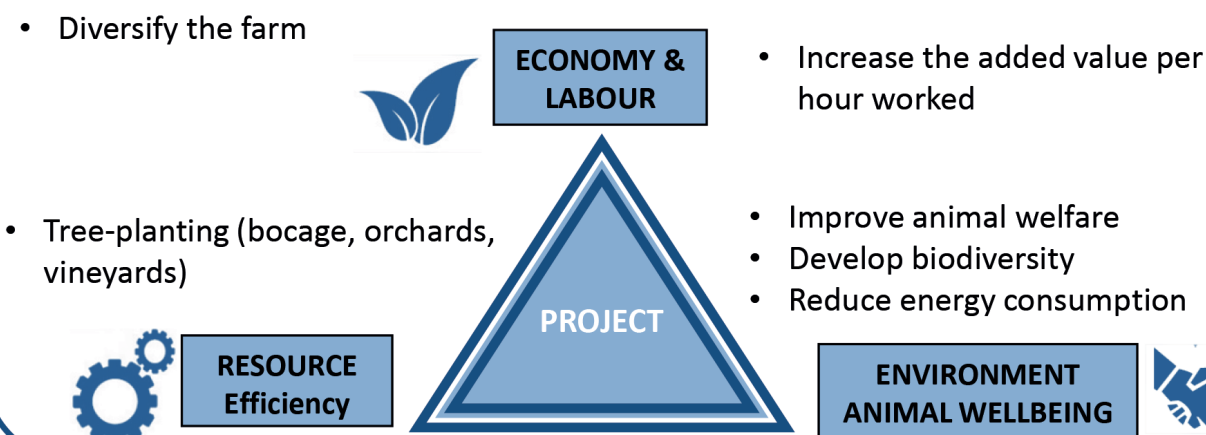 • Diversify the farm
ECONOMY &
LABOUR
• Increase the added value per
hour worked
• Tree-planting (bocage, orchards,
vineyards)
• Improve animal welfare
• Develop biodiversity
• Reduce energy consumption
PROJECT
RESOURCE
Efficiency
ENVIRONMENT
ANIMAL WELLBEING